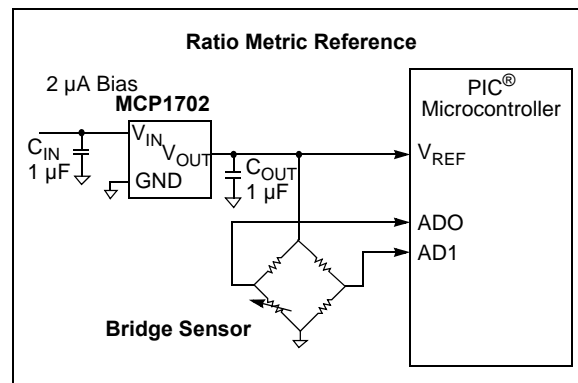 Ratio Metric Reference
2 µA Bias
MCP1702
PIC®
Microcontroller
VIN
VOUT
GND
CIN
1 µF
COUT
1 µF
VREF
ADO
AD1
Bridge Sensor